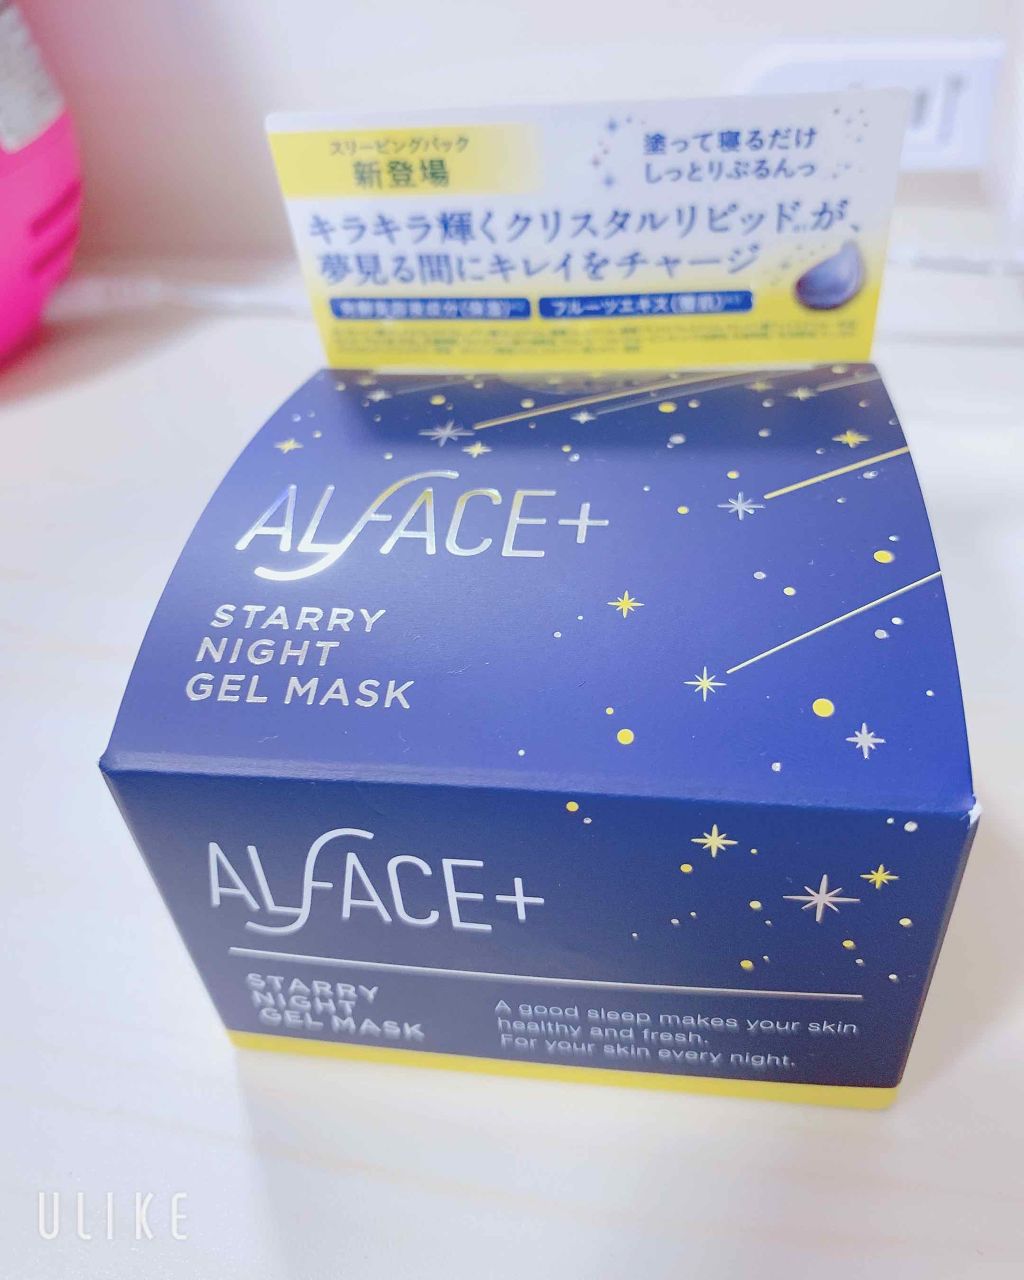 スリーピングパック
新登場
塗って寝るだけ
しっとりぷるんっ
キラキラ輝くクリスタルリピッド が、
夢見る間にキレイをチャージ
フルーツエキス
ALFACE+
STARRY
NIGHT
GEL MASK
ALFACE+
STARRY
NIGHT
GEL MASK
A good sleep makes your skin
healthy and fresh.
For your skin every night.
ULIKE